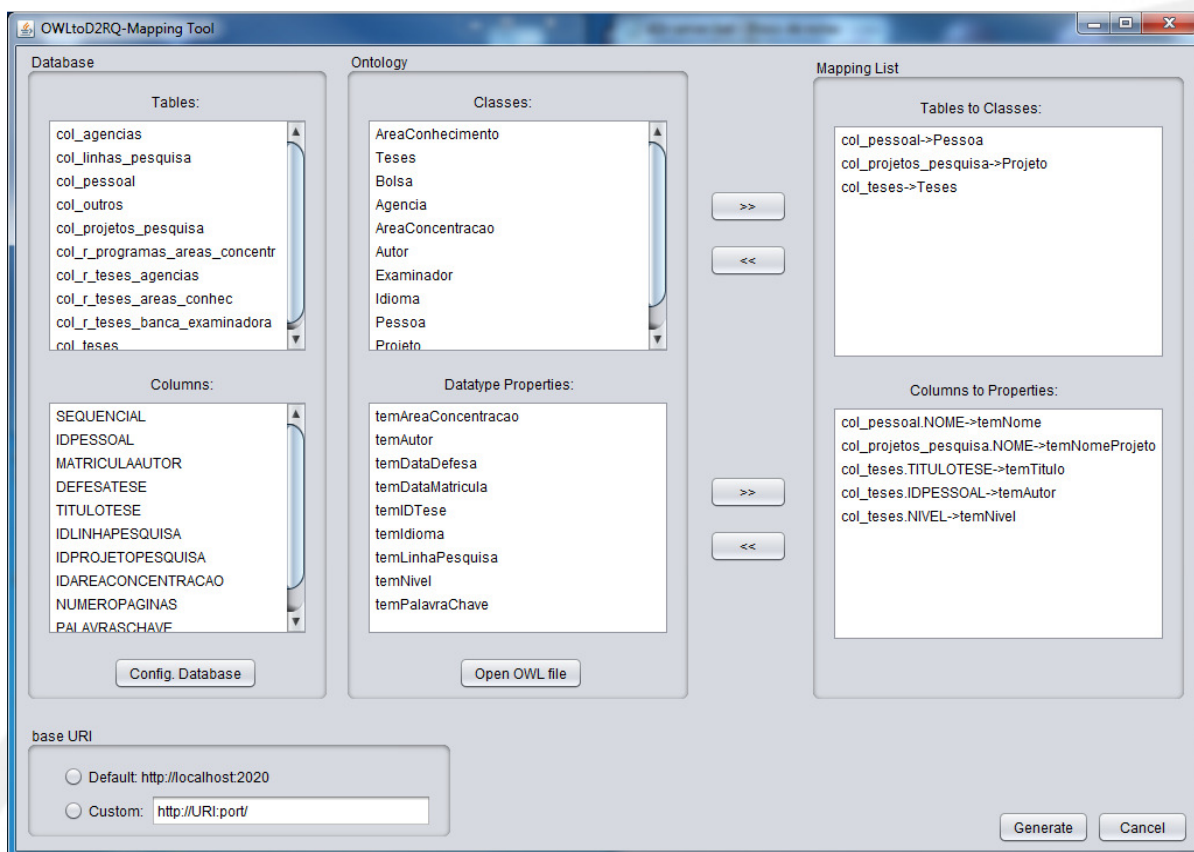 OWLtoD2RQ-Mapping Tool
Database
Tables:
col_agencias
col_linhas_pesquisa
col_pessoal
col_outros
col_projetos_pesquisa
col_r_programas_areas_concentr
col_r_teses_agencias
col_r_teses_areas_conhec
col_r_teses_banca_examinadora
col_teses
Columns:
SEQUENCIAL
IDPESSOAL
MATRICULAAUTOR
DEFESATESE
TITULOTESE
IDLINHAPESQUISA
IDPROJETOPESQUISA
IDAREACONCENTRACAO
NUMEROPAGINAS
PALAVRASCHAVE
Config. Database
Ontology
Classes:
AreaConhecimento
Teses
Bolsa
Agencia
AreaConcentracao
Autor
Examinador
Idioma
Pessoa
Projeto
Datatype Properties:
temAreaConcentracao
temAutor
temDataDefesa
temDataMatricula
temIDTese
temIdioma
temLinhaPesquisa
temNivel
temPalavraChave
Open OWL file
>>
<<
>>
<<
Mapping List
Tables to Classes:
col_pessoal->Pessoa
col_projetos_pesquisa->Projeto
col_teses->Teses
Columns to Properties:
col_pessoal.NOME->temNome
col_projetos_pesquisa.NOME->temNomeProjeto
col_teses.TITULOTESE->temTitulo
col_teses.IDPESSOAL->temAutor
col_teses.NIVEL->temNivel
base URI
Default: http://localhost:2020
Custom: http://URI:port/
Generate
Cancel